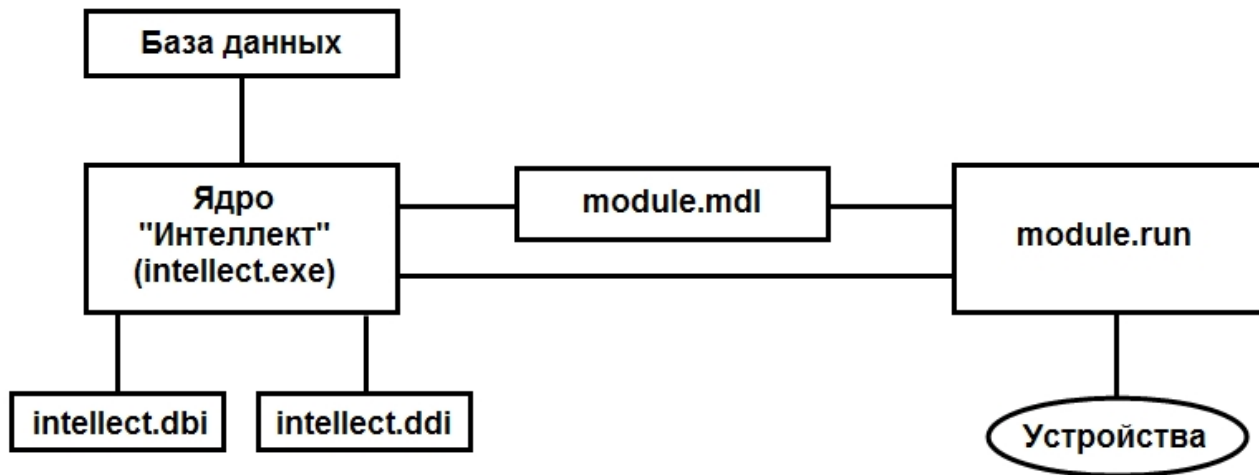 База данных
Ядро
"Интеллект"
(intellect.exe)
module.mdl
module.run
intellect.dbi
intellect.ddi
Устройства